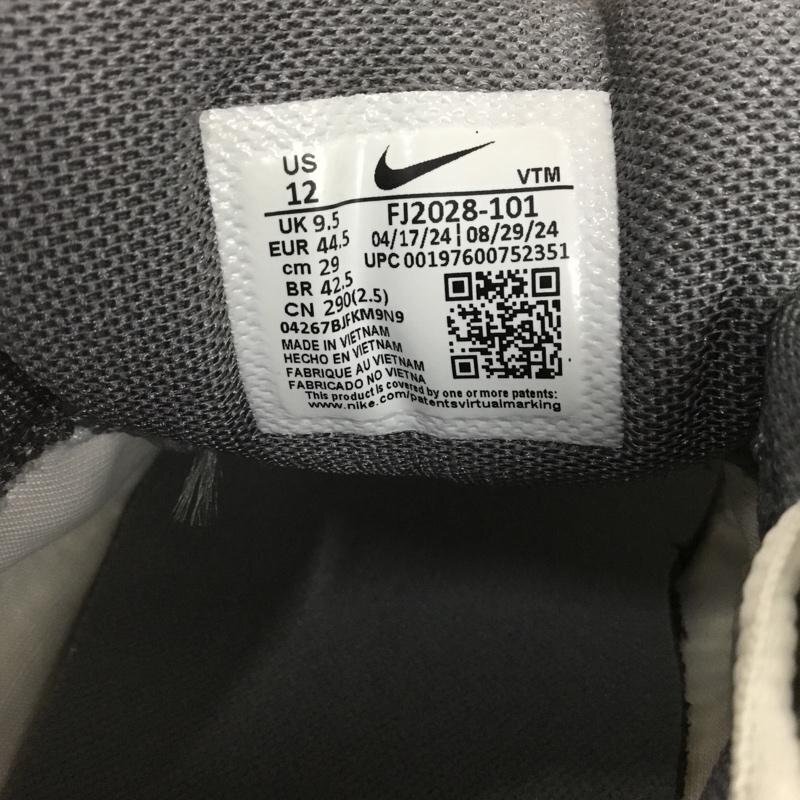 US
12
VTM
UK 9.5
EUR 44.5
cm 29
BR 42.5
CN 290(2.5)
FJ2028-101
04/17/24 | 08/29/24
UPC 00197600752351
04267BJFKM9N9
MADE IN VIETNAM
HECHO EN VIETNAM
FABRIQUE AU VIETNAM
FABRICADO NO VIETNA
This product is covered by one or more patents:
www.nike.com/patentsvirtualmarking